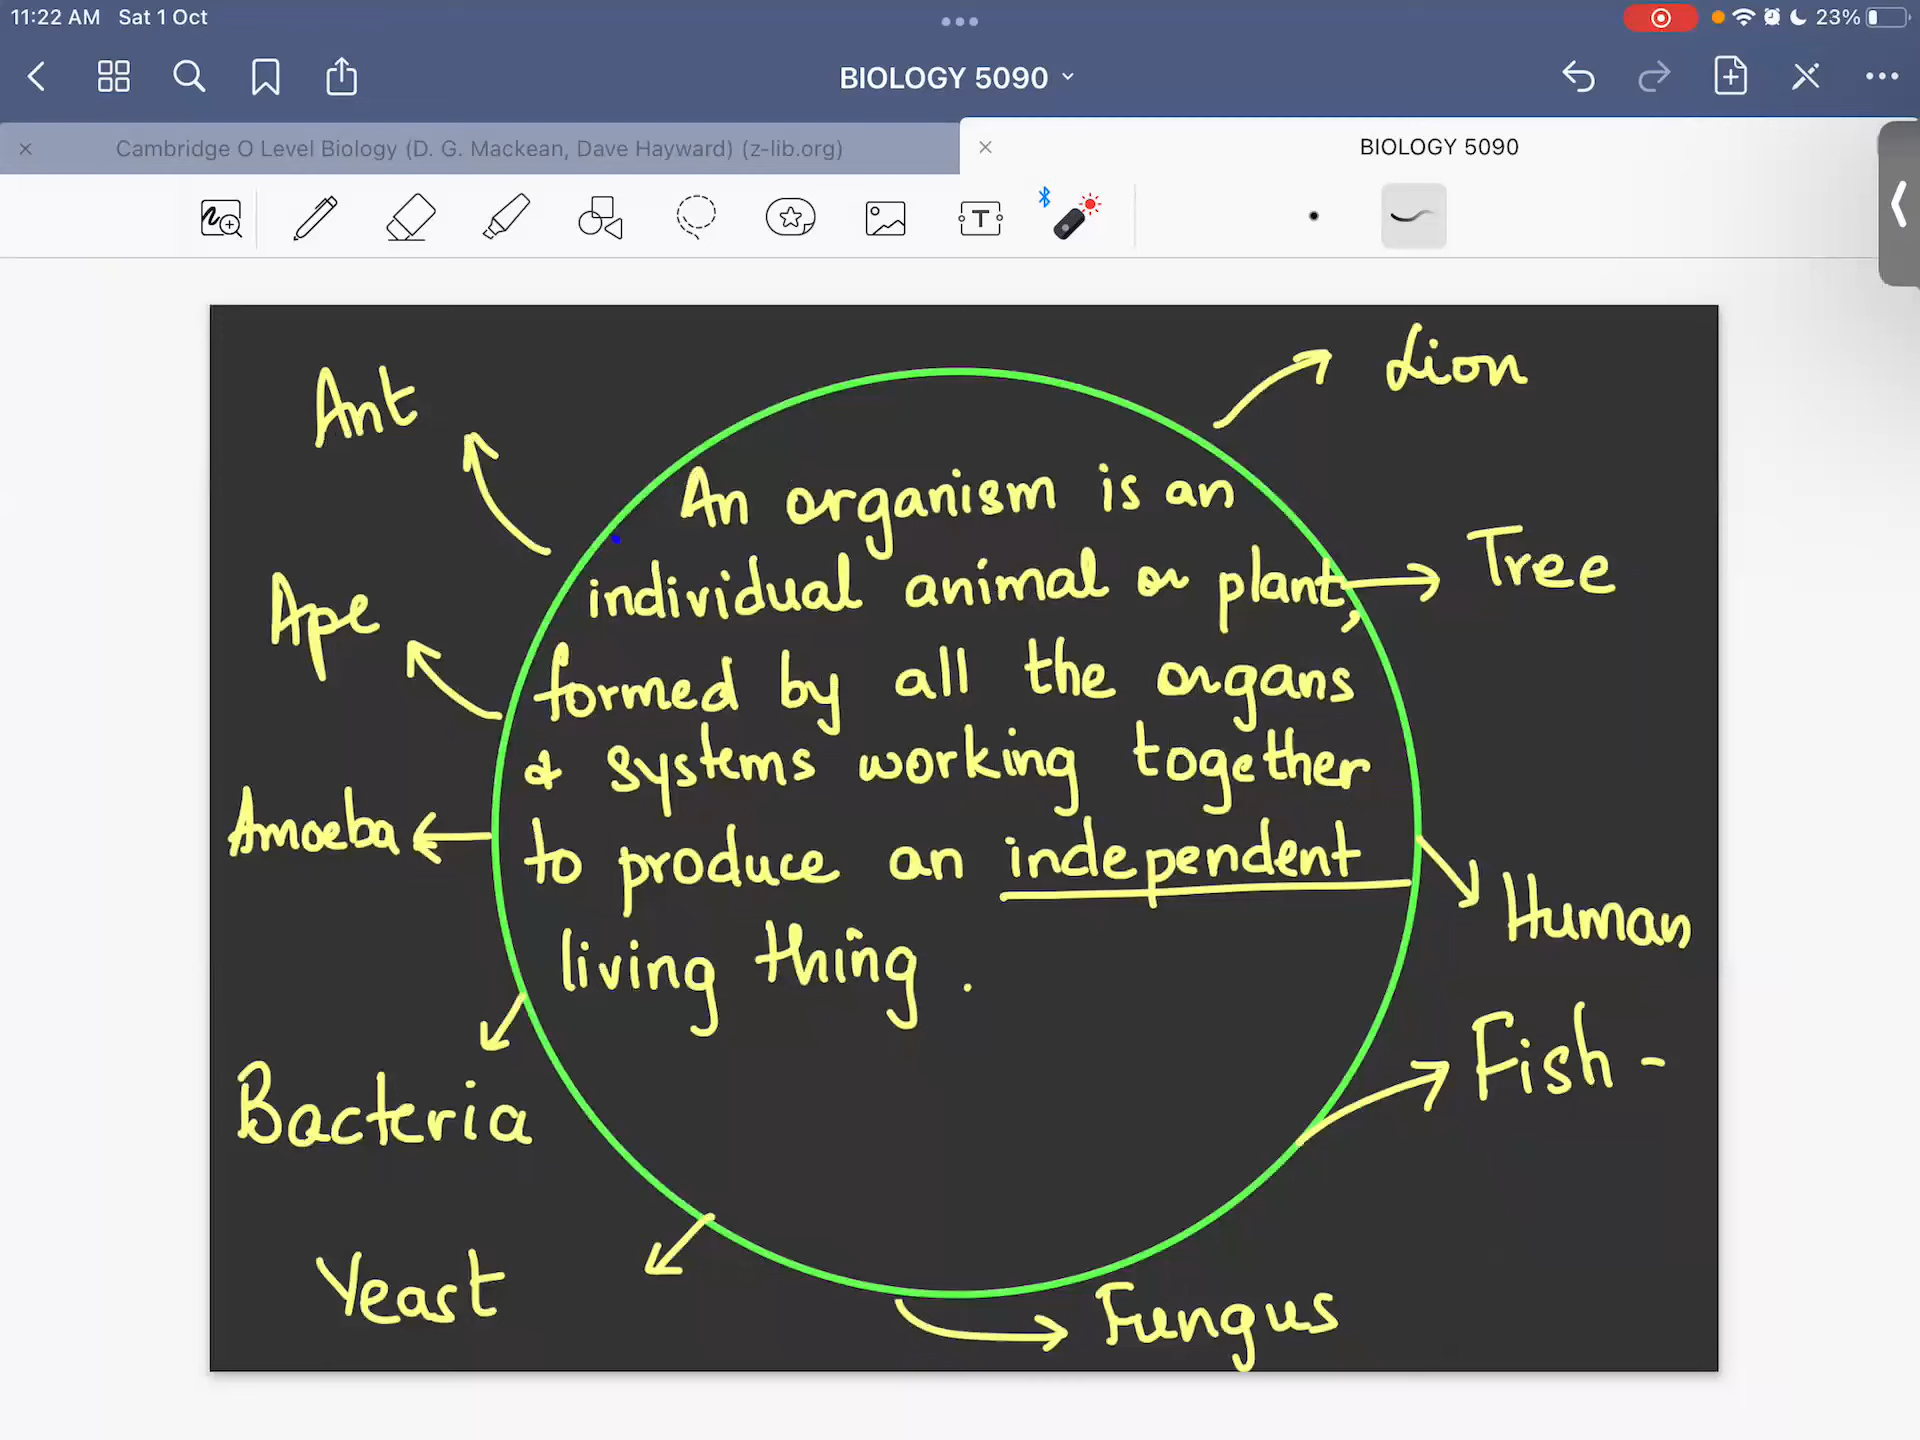 11:22 AM Sat 1 Oct
23%
BIOLOGY 5090
Cambridge O Level Biology (D. G. Mackean, Dave Hayward) (z-lib.org)
BIOLOGY 5090
T
Ant
Lion
An organism is an
individual animal or plant,
formed by all the organs
& systems working together
to produce an independent
living thing.
Tree
Ape
Amoeba
Human
Bacteria
Fish -
Yeast
Fungus